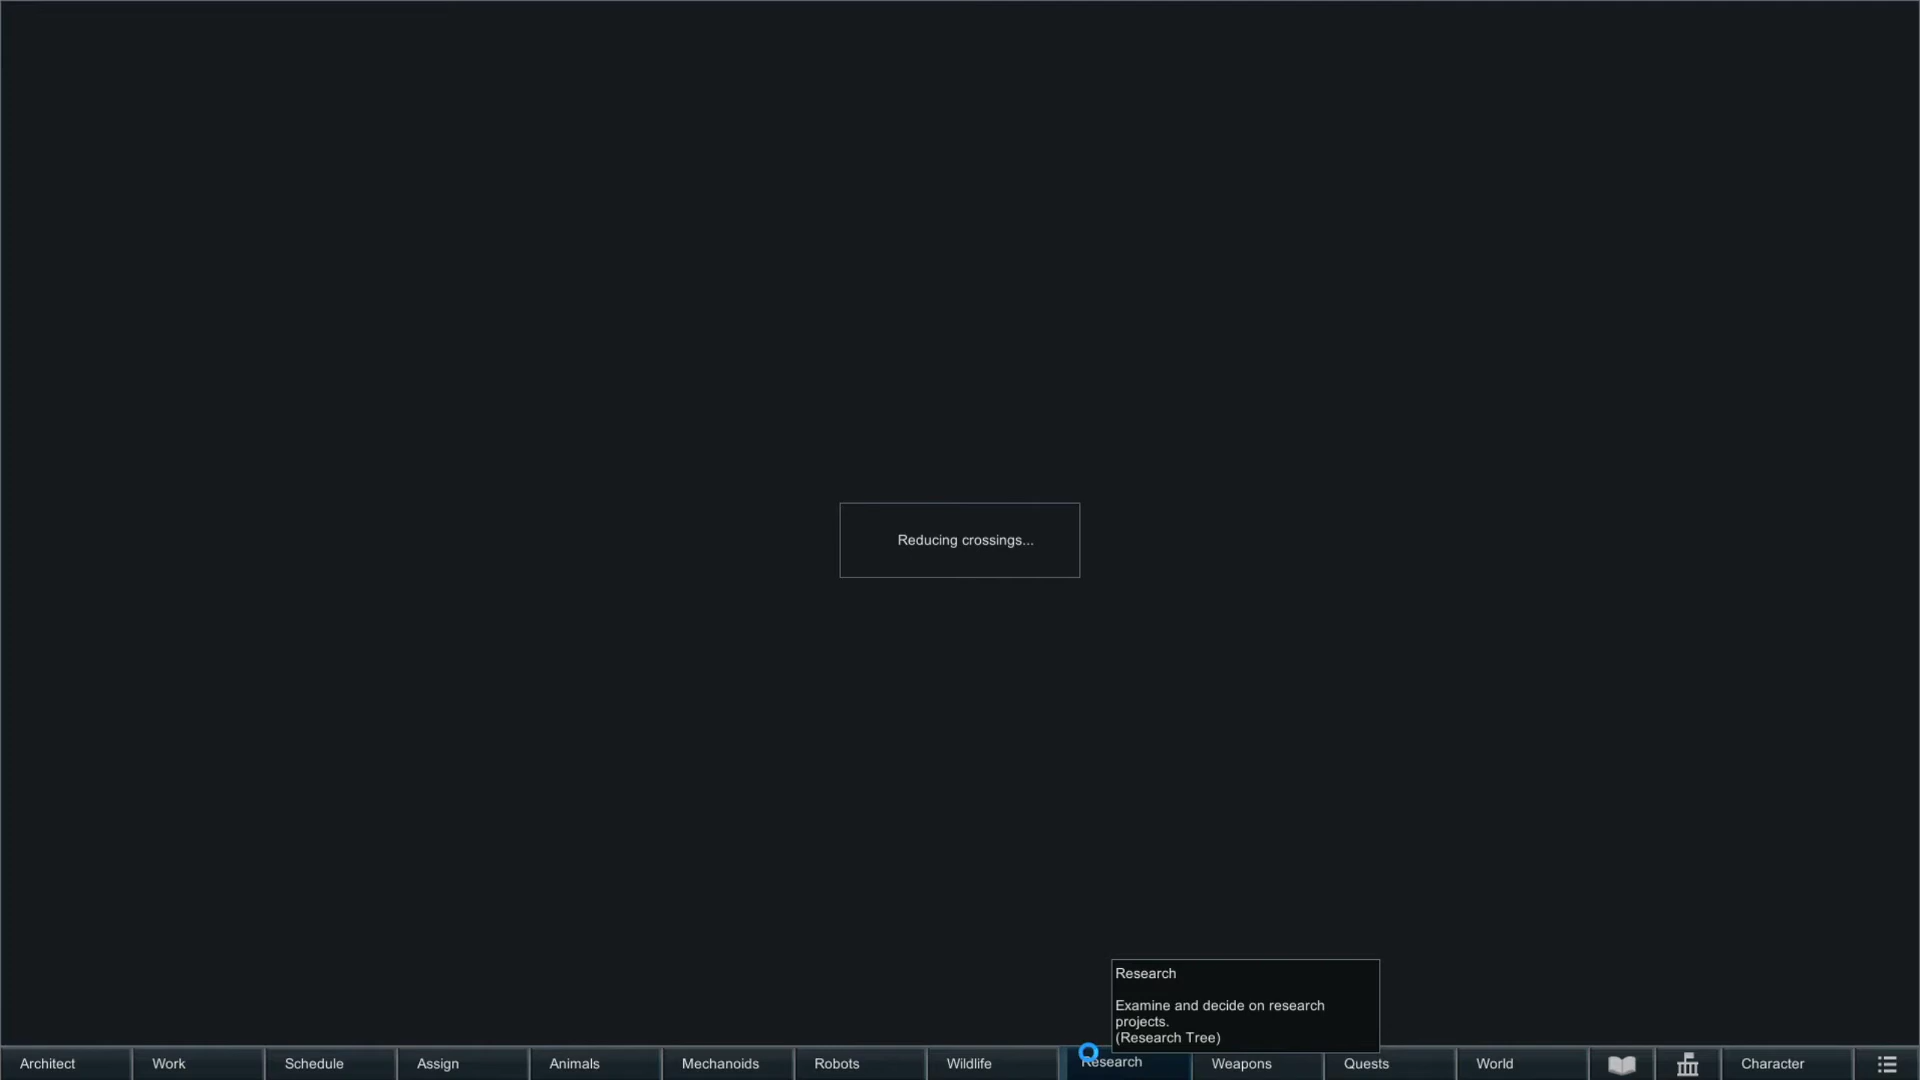 Reducing crossings...
Research
Examine and decide on research
projects.
(Research Tree)
Architect
Work
Schedule
Assign
Animals
Mechanoids
Robots
Wildlife
Research
Weapons
Quests
World
Character